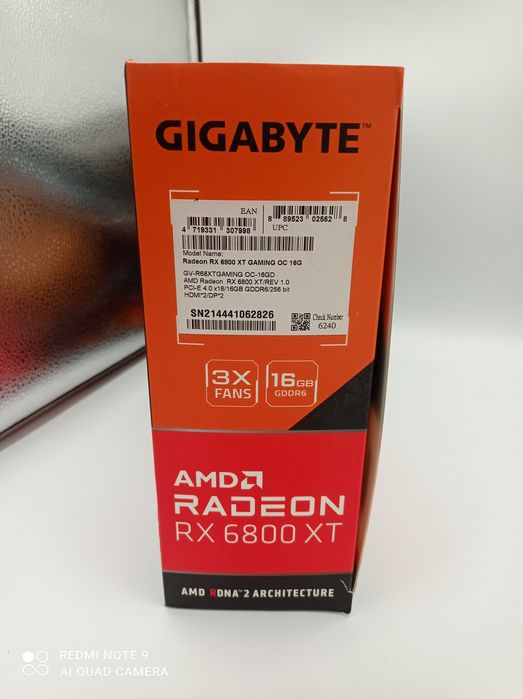 GIGABYTE™
EAN
4 719331 307998
8 89523 02562 8
UPC
Model Name:
Radeon RX 6800 XT GAMING OC 16G
GV-R68XTGAMING OC-16GD
AMD Radeon RX 6800 XT/REV 1.0
PCI-E 4.0 x16/16GB GDDR6/256 bit
HDMI*2/DP*2
SN214441062826
Check Number
6240
3X
FANS
16GB
GDDR6
AMD
RADEON
RX 6800 XT
AMD RDNA™2 ARCHITECTURE
REDMI NOTE 9
AI QUAD CAMERA